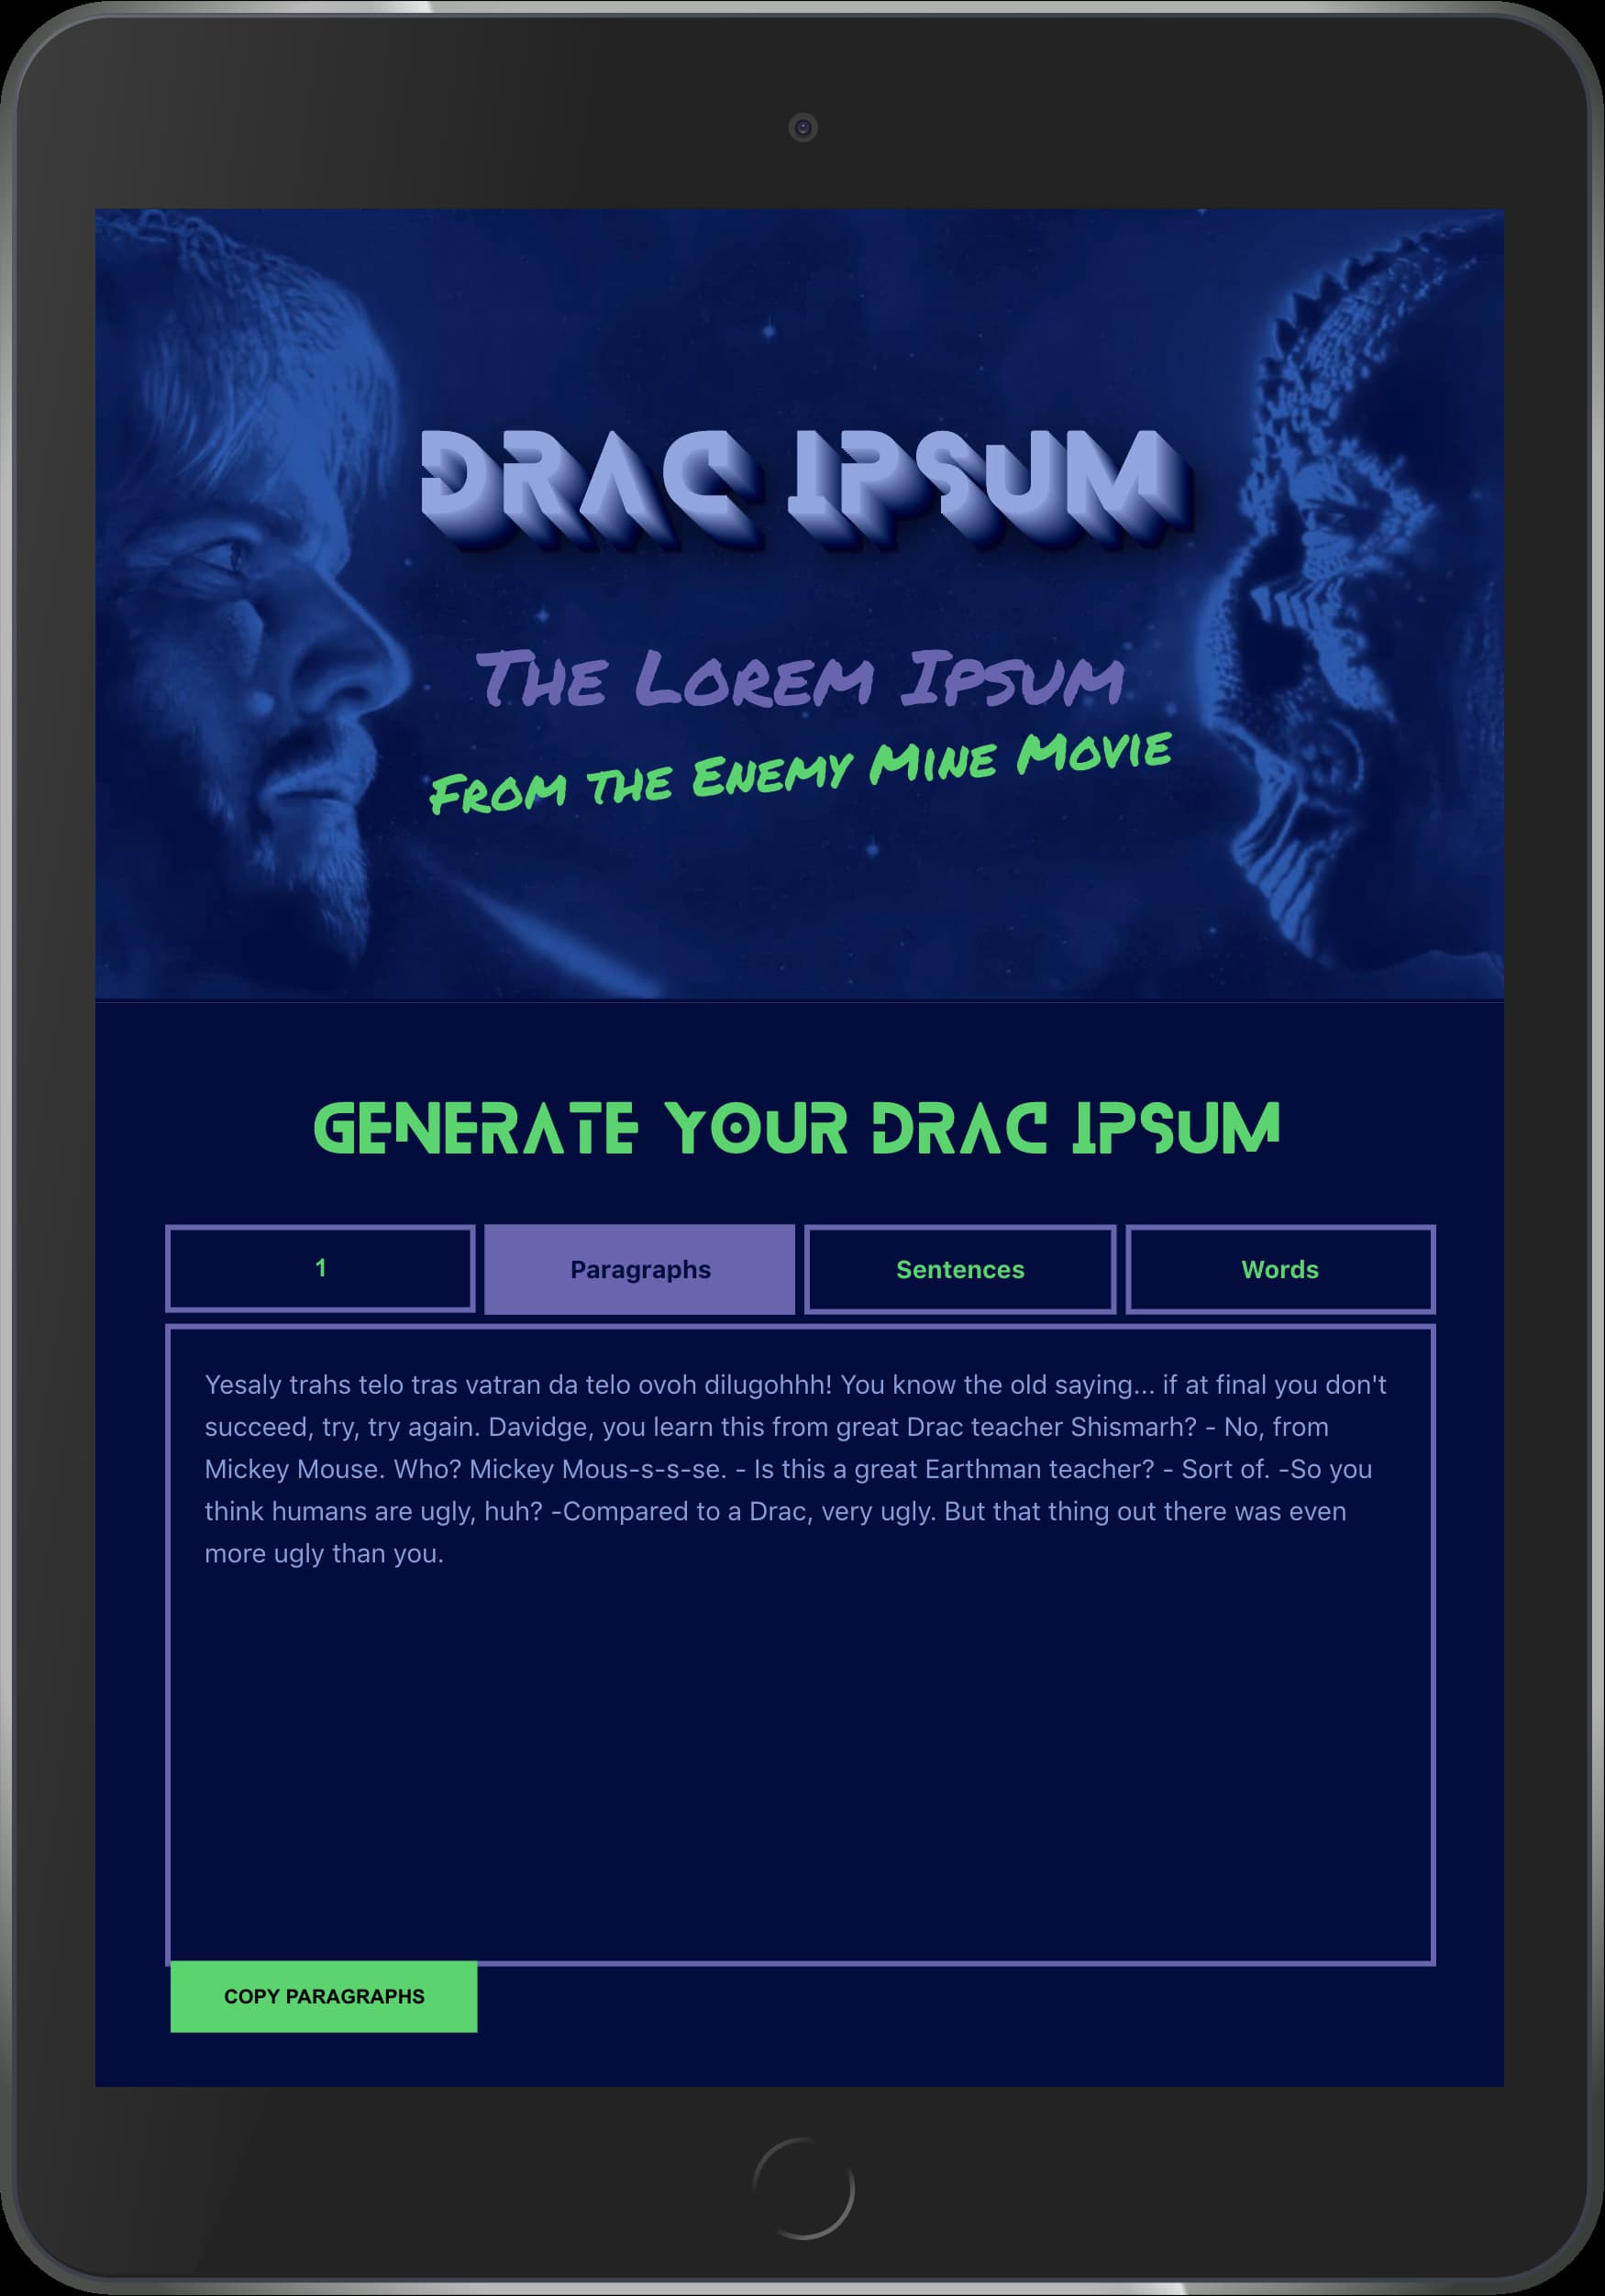 DRAC IPSUM
The Lorem Ipsum
From the Enemy Mine Movie
GENERATE YOUR DRAC IPSUM
1
Paragraphs
Sentences
Words
Yesaly trahs telo tras vatran da telo ovoh dilugohhh! You know the old saying... if at final you don't
succeed, try, try again. Davidge, you learn this from great Drac teacher Shismarh? - No, from
Mickey Mouse. Who? Mickey Mous-s-s-se. - Is this a great Earthman teacher? - Sort of. -So you
think humans are ugly, huh? -Compared to a Drac, very ugly. But that thing out there was even
more ugly than you.
COPY PARAGRAPHS